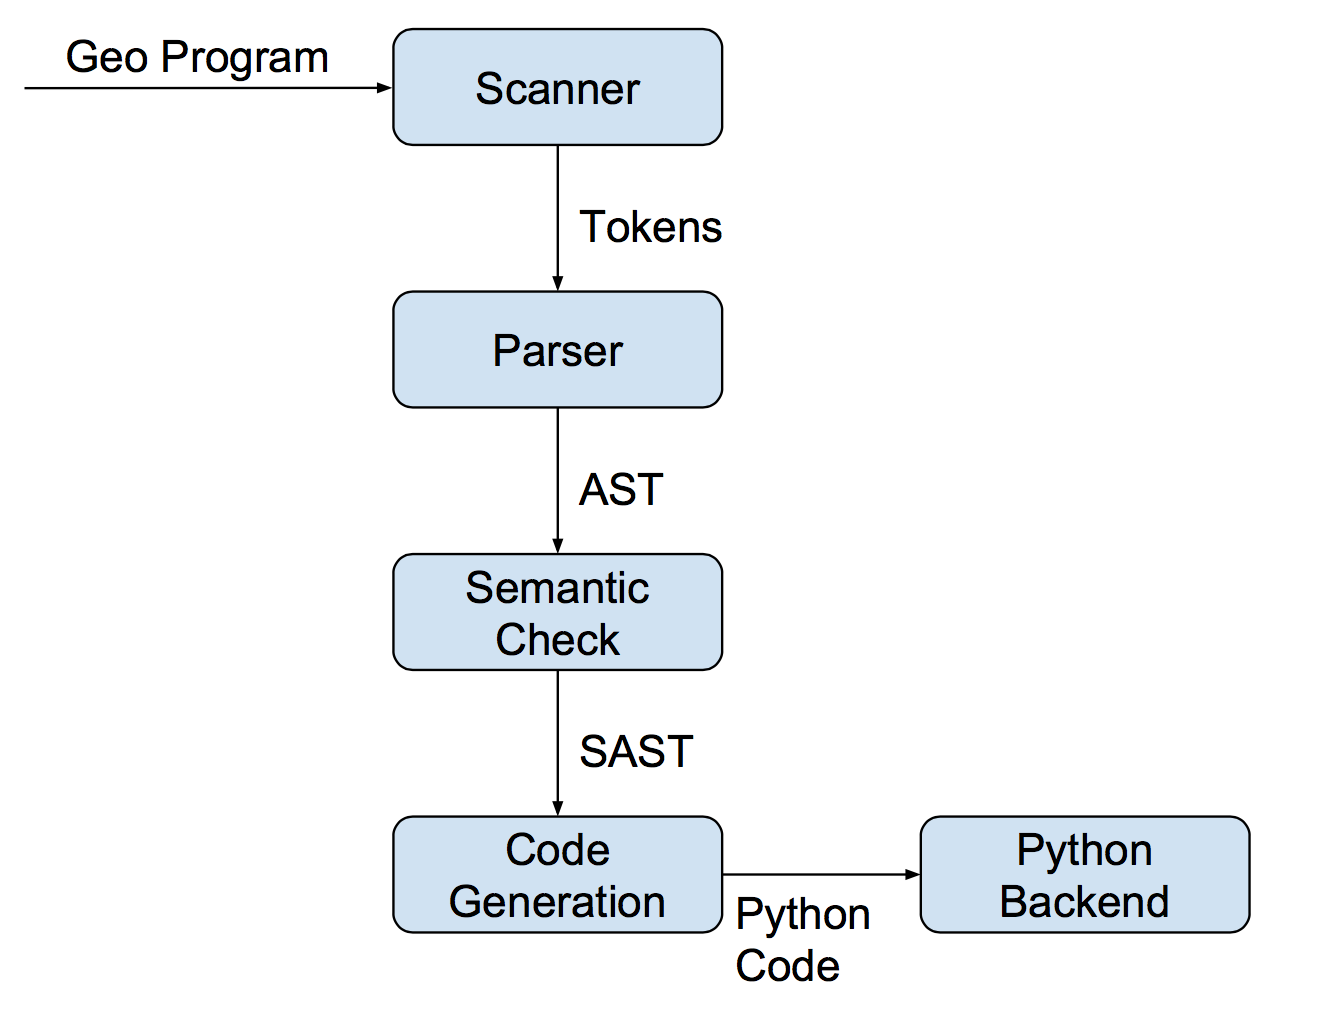 Geo Program
Scanner
Tokens
Parser
AST
Semantic
Check
SAST
Code
Generation
Python
Code
Python
Backend